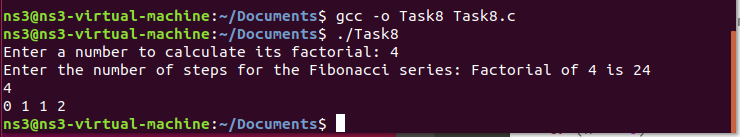 ns3@ns3-virtual-machine:~/Documents$ gcc -o Task8 Task8.c
ns3@ns3-virtual-machine:~/Documents$ ./Task8
Enter a number to calculate its factorial: 4
Enter the number of steps for the Fibonacci series: Factorial of 4 is 24
4
0 1 1 2
ns3@ns3-virtual-machine:~/Documents$